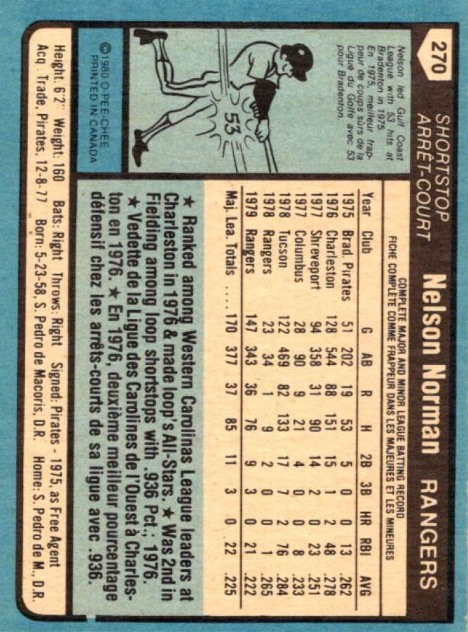 270
SHORTSTOP
ARRÊT-COURT
Nelson Norman RANGERS
Nelson led Gulf Coast
League with 53 hits at
Bradenton in 1975.
En 1975, meilleur frap-
peur de coups sûrs de la
Ligue du Golfe avec 53
pour Bradenton.
53
© 1980 O-PEE-CHEE
PRINTED IN CANADA
COMPLETE MAJOR AND MINOR LEAGUE BATTING RECORD
FICHE COMPLÈTE COMME FRAPPEUR DANS LES MAJEURES ET LES MINEURES
Year Club G AB R H 2B 3B HR RBI AVG
1975 Brad. Pirates 51 202 19 53 5 0 0 13 .262
1976 Charleston 128 544 88 151 15 1 2 48 .278
1977 Shreveport 94 358 31 90 14 2 0 23 .251
1977 Columbus 28 90 9 21 4 0 0 8 .233
1978 Tucson 122 469 82 133 17 7 2 76 .284
1978 Rangers 23 34 1 9 2 0 0 1 .265
1979 Rangers 147 343 36 76 9 3 0 21 .222
Maj. Lea. Totals .... 170 377 37 85 11 3 0 22 .225
★ Ranked among Western Carolinas League leaders at
Charleston in 1976 & made loop's All-Stars. ★ Was 2nd in
Fielding among loop shortstops with .936 Pct., 1976.
★ Vedette de la Ligue des Carolines de l'Ouest à Charles-
ton en 1976. ★ En 1976, deuxième meilleur pourcentage
défensif chez les arrêts-courts de sa ligue avec .936.
Height: 6'2" Weight: 160 Bats: Right Throws: Right Signed: Pirates - 1975, as Free Agent
Acq: Trade, Pirates, 12-8-77 Born: 5-23-58, S. Pedro de Macoris, D.R. Home: S. Pedro de M., D.R.